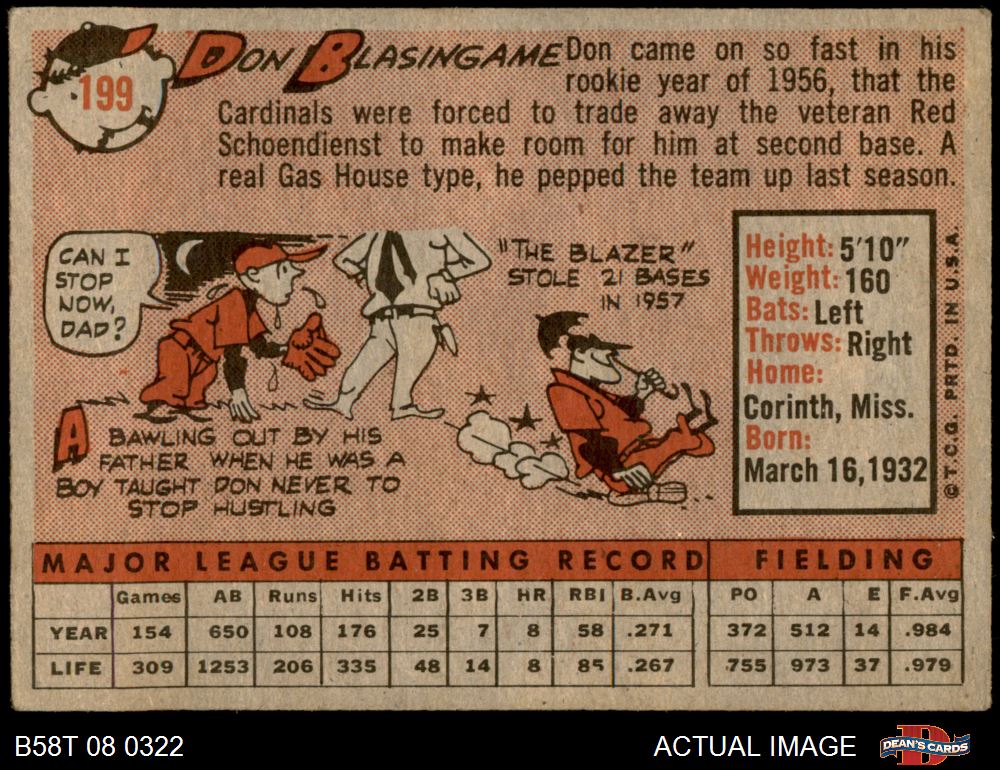 199
DON BLASINGAME
Don came on so fast in his
rookie year of 1956, that the
Cardinals were forced to trade away the veteran Red
Schoendienst to make room for him at second base. A
real Gas House type, he pepped the team up last season.
CAN I
STOP
NOW,
DAD?
A BAWLING OUT BY HIS
FATHER WHEN HE WAS A
BOY TAUGHT DON NEVER TO
STOP HUSTLING
"THE BLAZER"
STOLE 21 BASES
IN 1957
Height: 5'10"
Weight: 160
Bats: Left
Throws: Right
Home:
Corinth, Miss.
Born:
March 16, 1932
© T.C.G. PRTD. IN U.S.A.
MAJOR LEAGUE BATTING RECORD FIELDING
Games AB Runs Hits 2B 3B HR RBI B.Avg PO A E F.Avg
YEAR 154 650 108 176 25 7 8 58 .271 372 512 14 .984
LIFE 309 1253 206 335 48 14 8 85 .267 755 973 37 .979
B58T 08 0322 ACTUAL IMAGE DEAN'S CARDS